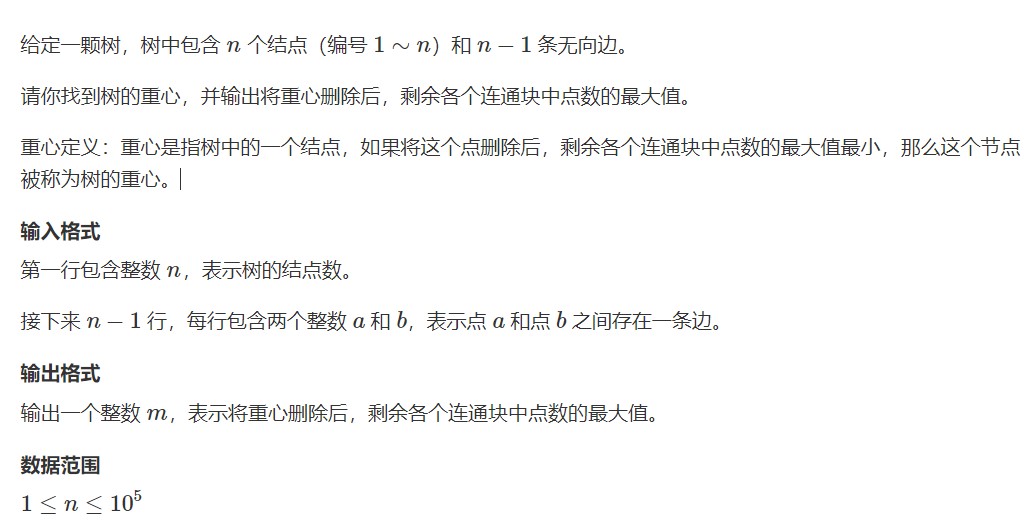 给定一颗树，树中包含 n 个结点（编号 1 ∼ n）和 n − 1 条无向边。
请你找到树的重心，并输出将重心删除后，剩余各个连通块中点数的最大值。
重心定义：重心是指树中的一个结点，如果将这个点删除后，剩余各个连通块中点数的最大值最小，那么这个节点
被称为树的重心。
输入格式
第一行包含整数 n，表示树的结点数。
接下来 n − 1 行，每行包含两个整数 a 和 b，表示点 a 和点 b 之间存在一条边。
输出格式
输出一个整数 m，表示将重心删除后，剩余各个连通块中点数的最大值。
数据范围
1 ≤ n ≤ 10⁵